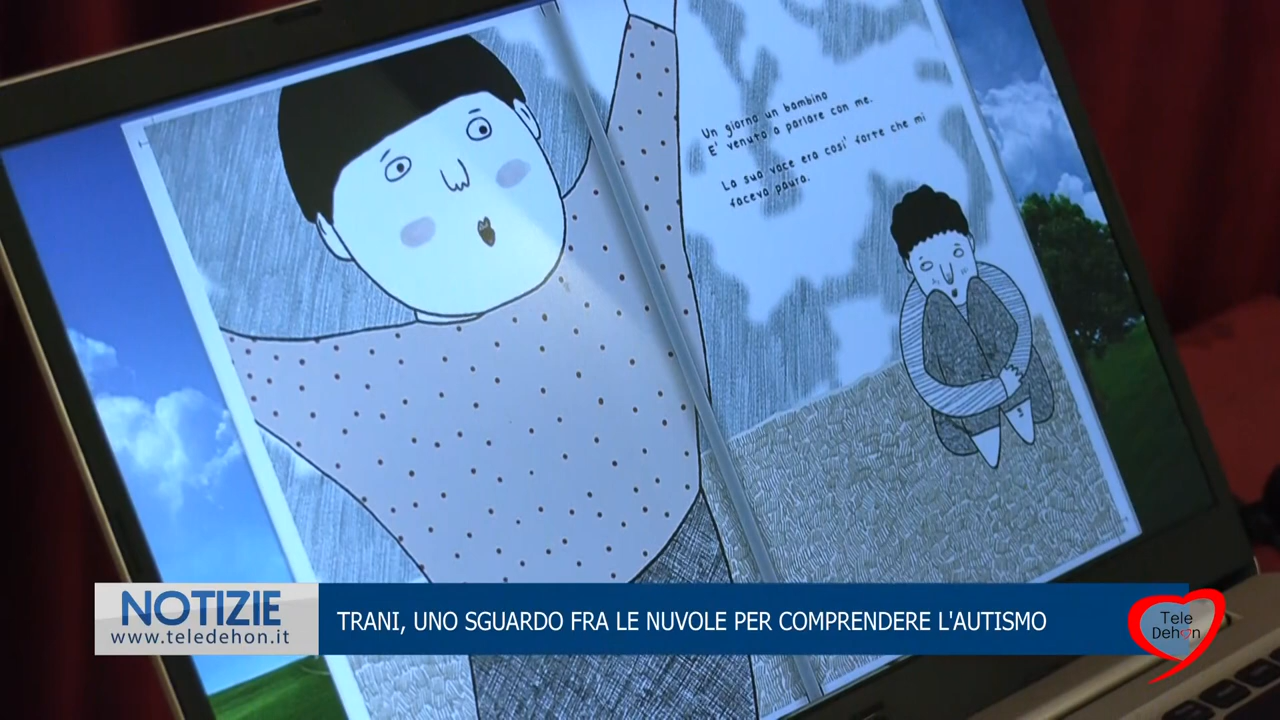 Un giorno un bambino
E' venuto a parlare con me.
La sua voce era cosi' forte che mi
faceva paura.
NOTIZIE
www.teledehon.it
TRANI, UNO SGUARDO FRA LE NUVOLE PER COMPRENDERE L'AUTISMO
Tele
Dehon